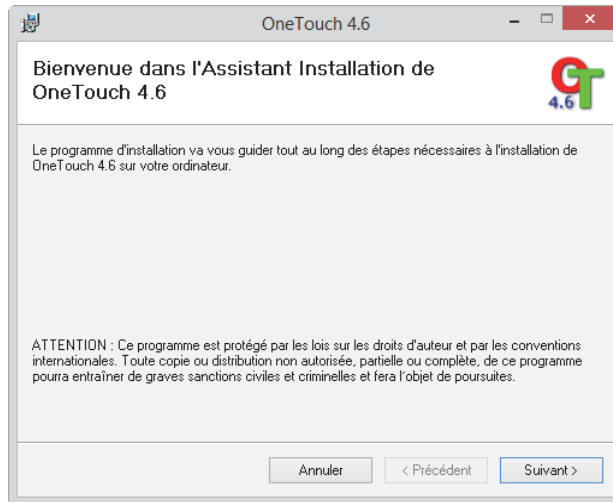 OneTouch 4.6
Bienvenue dans l'Assistant Installation de
OneTouch 4.6
OT
4.6
Le programme d'installation va vous guider tout au long des étapes nécessaires à l'installation de
OneTouch 4.6 sur votre ordinateur.
ATTENTION : Ce programme est protégé par les lois sur les droits d'auteur et par les conventions
internationales. Toute copie ou distribution non autorisée, partielle ou complète, de ce programme
pourra entraîner de graves sanctions civiles et criminelles et fera l'objet de poursuites.
Annuler < Précédent Suivant >